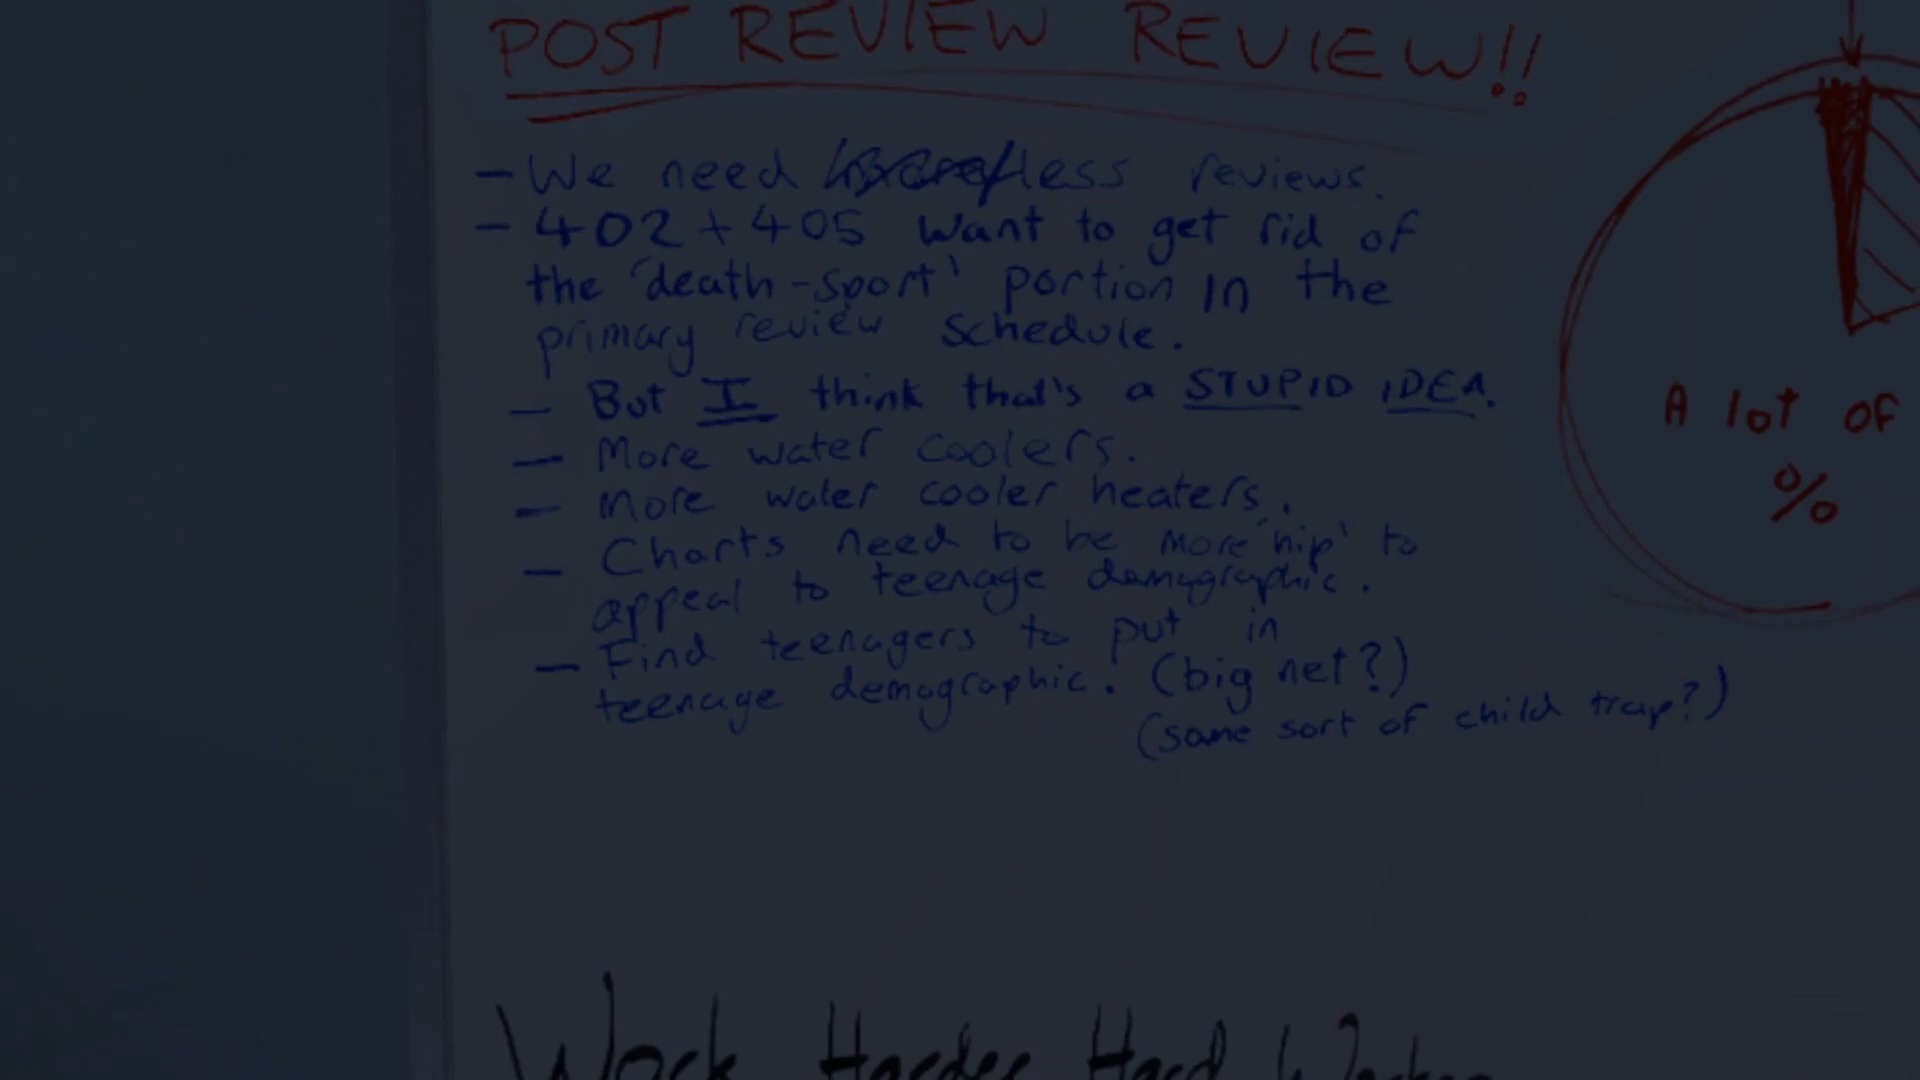 POST REVIEW REVIEW!!
- We need less reviews.
- 402 + 405 want to get rid of
the 'death-sport' portion in the
primary review schedule.
- But I think that's a STUPID IDEA.
- More water coolers.
- More water cooler heaters.
- Charts need to be more 'hip' to
appeal to teenage demographic.
- Find teenagers to put in
teenage demographic. (big net?)
(some sort of child trap?)
A lot of
%
Work Harder Hard